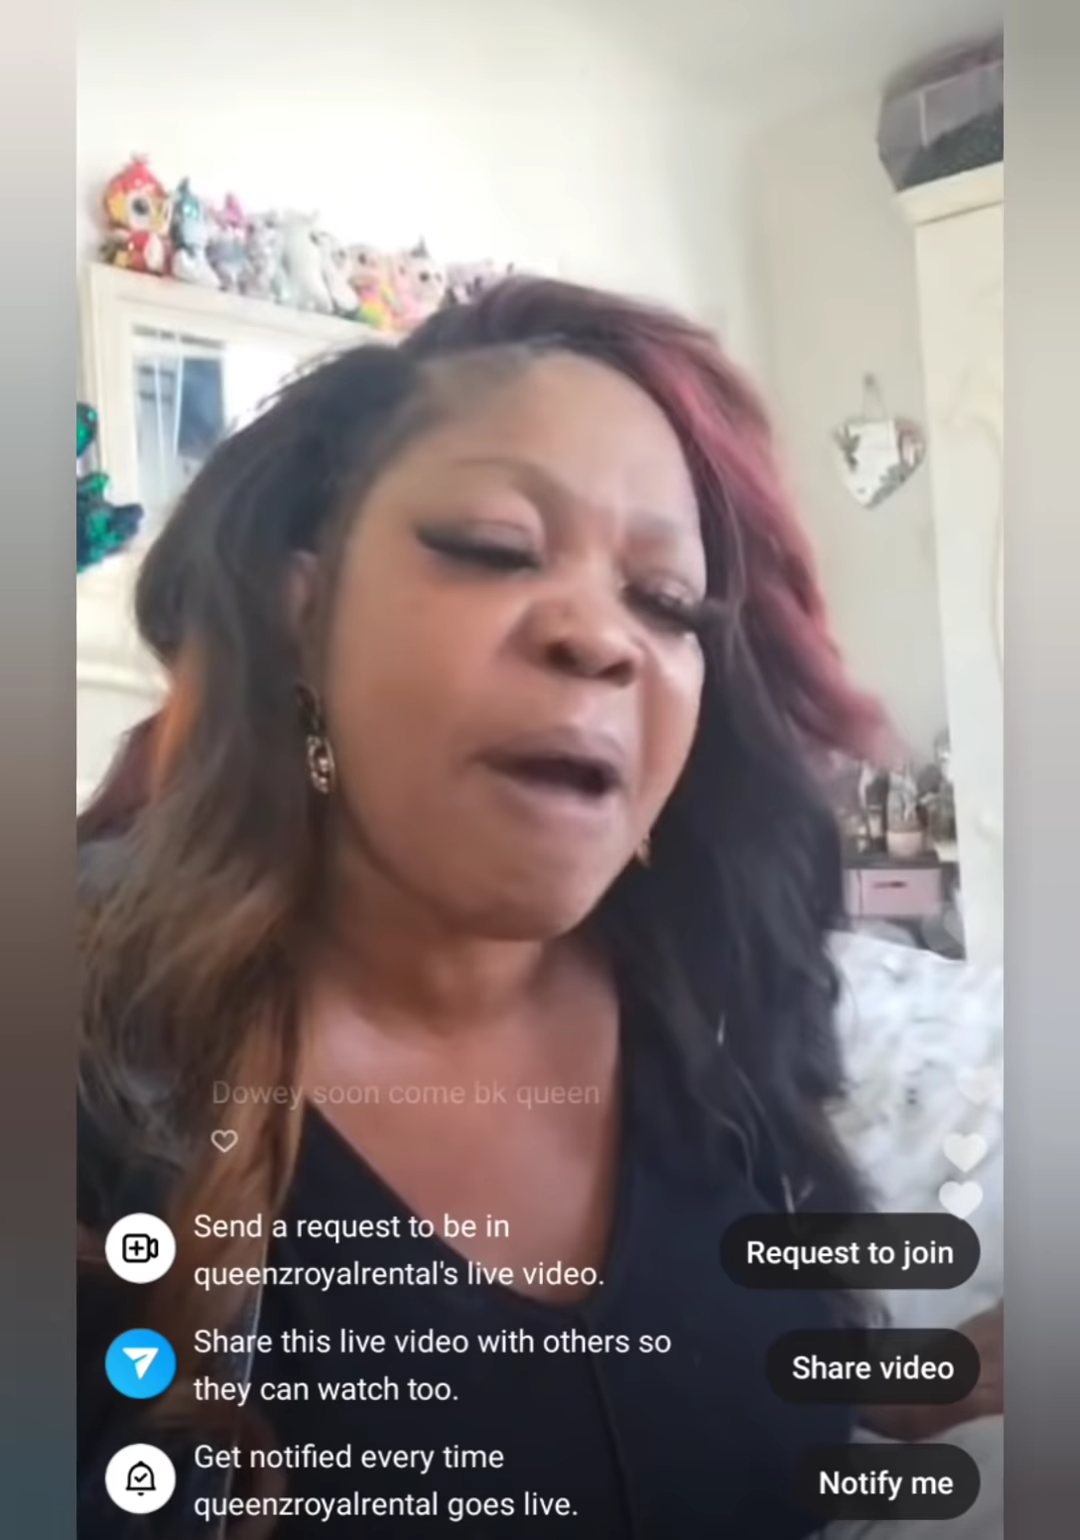 Dowey soon come bk queen
Send a request to be in
queenzroyalrental's live video.
Request to join
Share this live video with others so
they can watch too.
Share video
Get notified every time
queenzroyalrental goes live.
Notify me